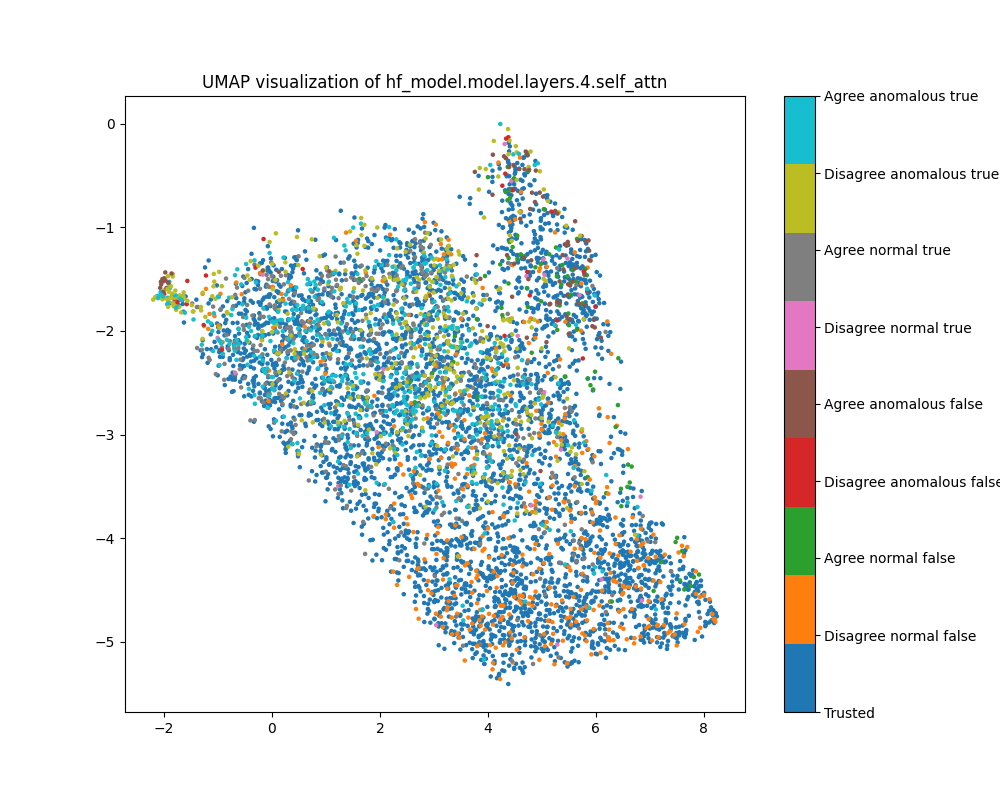 UMAP visualization of hf_model.model.layers.4.self_attn
0
−1
−2
−3
−4
−5
−2
0
2
4
6
8
Agree anomalous true
Disagree anomalous true
Agree normal true
Disagree normal true
Agree anomalous false
Disagree anomalous false
Agree normal false
Disagree normal false
Trusted